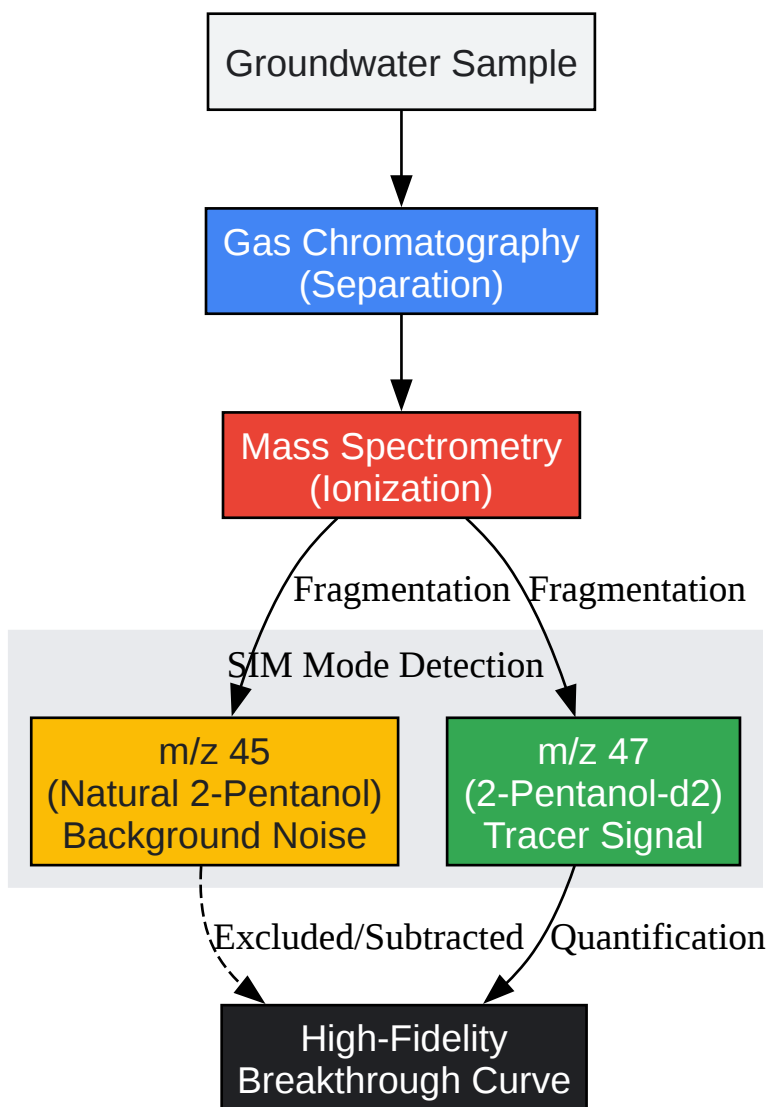 Groundwater Sample
Gas Chromatography
(Separation)
Mass Spectrometry
(Ionization)
Fragmentation
Fragmentation
SIM Mode Detection
m/z 45
(Natural 2-Pentanol)
Background Noise
m/z 47
(2-Pentanol-d2)
Tracer Signal
Excluded/Subtracted
Quantification
High-Fidelity
Breakthrough Curve